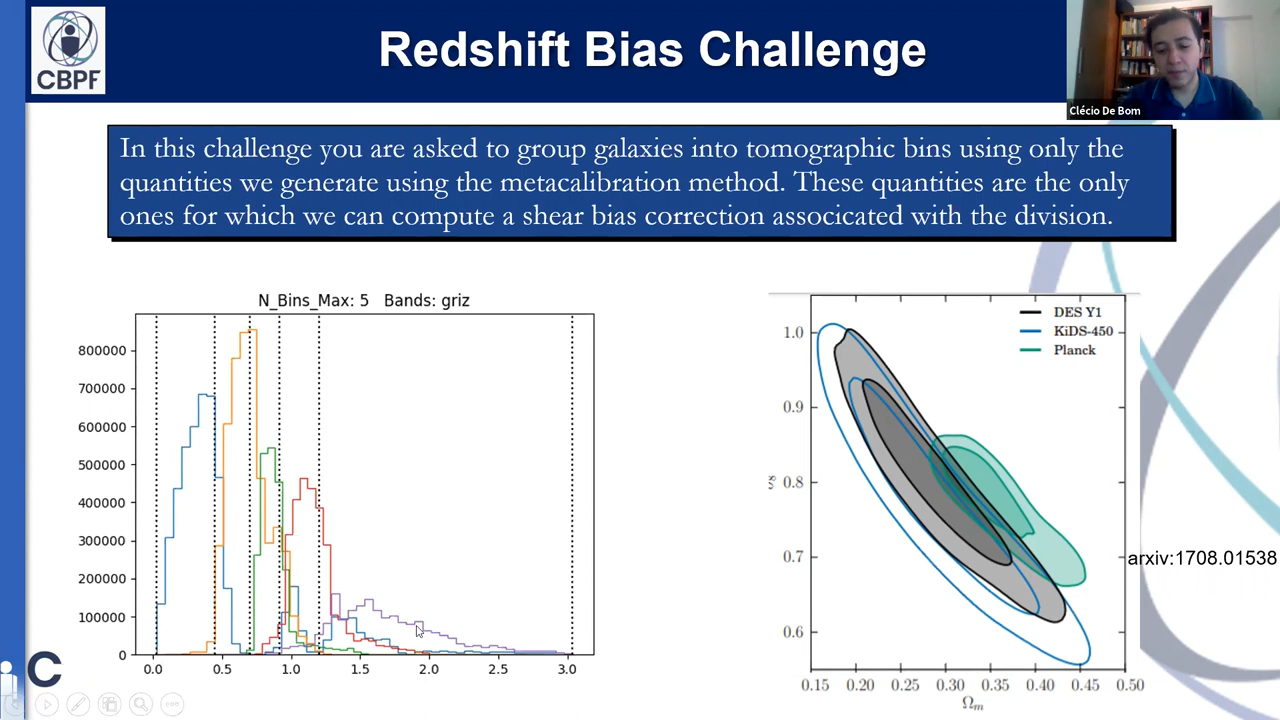 CBPF
Redshift Bias Challenge
Clécio De Bom
In this challenge you are asked to group galaxies into tomographic bins using only the
quantities we generate using the metacalibration method. These quantities are the only
ones for which we can compute a shear bias correction associcated with the division.
N_Bins_Max: 5 Bands: griz
800000
700000
600000
500000
400000
300000
200000
100000
0
0.0 0.5 1.0 1.5 2.0 2.5 3.0
DES Y1
KiDS-450
Planck
1.0
0.9
0.8
0.7
0.6
0.15 0.20 0.25 0.30 0.35 0.40 0.45 0.50
Ωm
arxiv:1708.01538
C